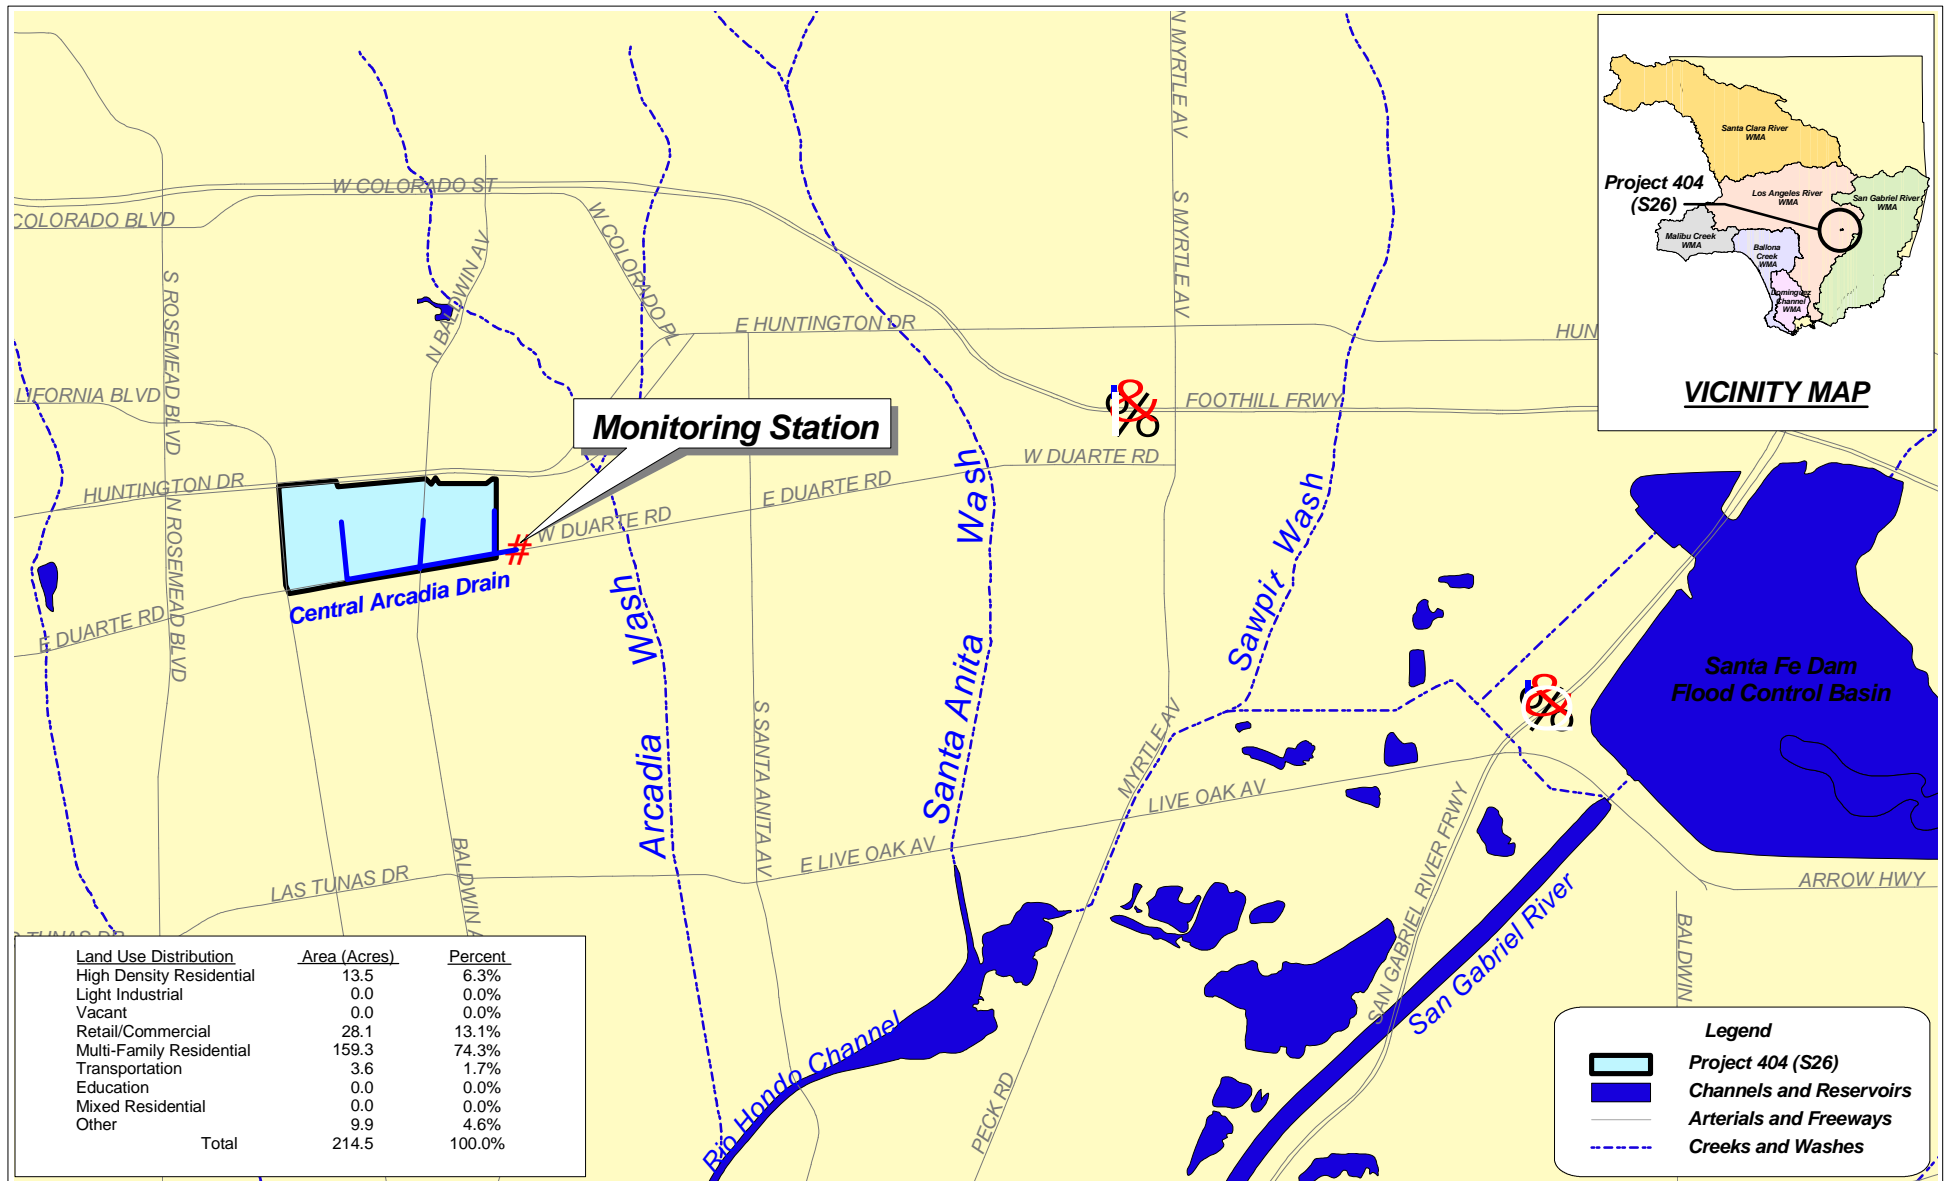 N MYRTLE AV
S MYRTLE AV
W COLORADO ST
COLORADO BLVD
W COLORADO PL
N BALDWIN AV
S ROSEMEAD BLVD
N ROSEMEAD BLVD
E HUNTINGTON DR
HUN
LIFORNIA BLVD
FOOTHILL FRWY
Monitoring Station
HUNTINGTON DR
W DUARTE RD
E DUARTE RD
W DUARTE RD
#
Central Arcadia Drain
E DUARTE RD
Arcadia Wash
Santa Anita Wash
Sawpit Wash
S SANTA ANITA AV
MYRTLE AV
LIVE OAK AV
E LIVE OAK AV
LAS TUNAS DR
BALDWIN A
SAN GABRIEL RIVER FRWY
San Gabriel River
Rio Hondo Channel
PECK RD
ARROW HWY
BALDWIN
Santa Fe Dam
Flood Control Basin
Project 404
(S26)
Santa Clara River
WMA
Los Angeles River
WMA
San Gabriel River
WMA
Malibu Creek
WMA
Ballona
Creek
WMA
Dominguez
Channel
WMA
VICINITY MAP
Land Use Distribution Area (Acres) Percent
High Density Residential 13.5 6.3%
Light Industrial 0.0 0.0%
Vacant 0.0 0.0%
Retail/Commercial 28.1 13.1%
Multi-Family Residential 159.3 74.3%
Transportation 3.6 1.7%
Education 0.0 0.0%
Mixed Residential 0.0 0.0%
Other 9.9 4.6%
Total 214.5 100.0%
Legend
Project 404 (S26)
Channels and Reservoirs
Arterials and Freeways
Creeks and Washes